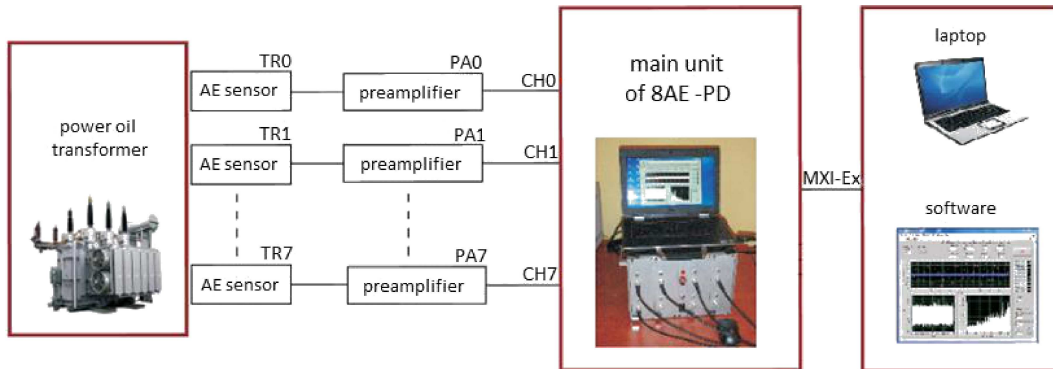 power oil
transformer
TR0
AE sensor
PA0
preamplifier
CH0
TR1
AE sensor
PA1
preamplifier
CH1
TR7
AE sensor
PA7
preamplifier
CH7
main unit
of 8AE -PD
MXI-Ex
laptop
software